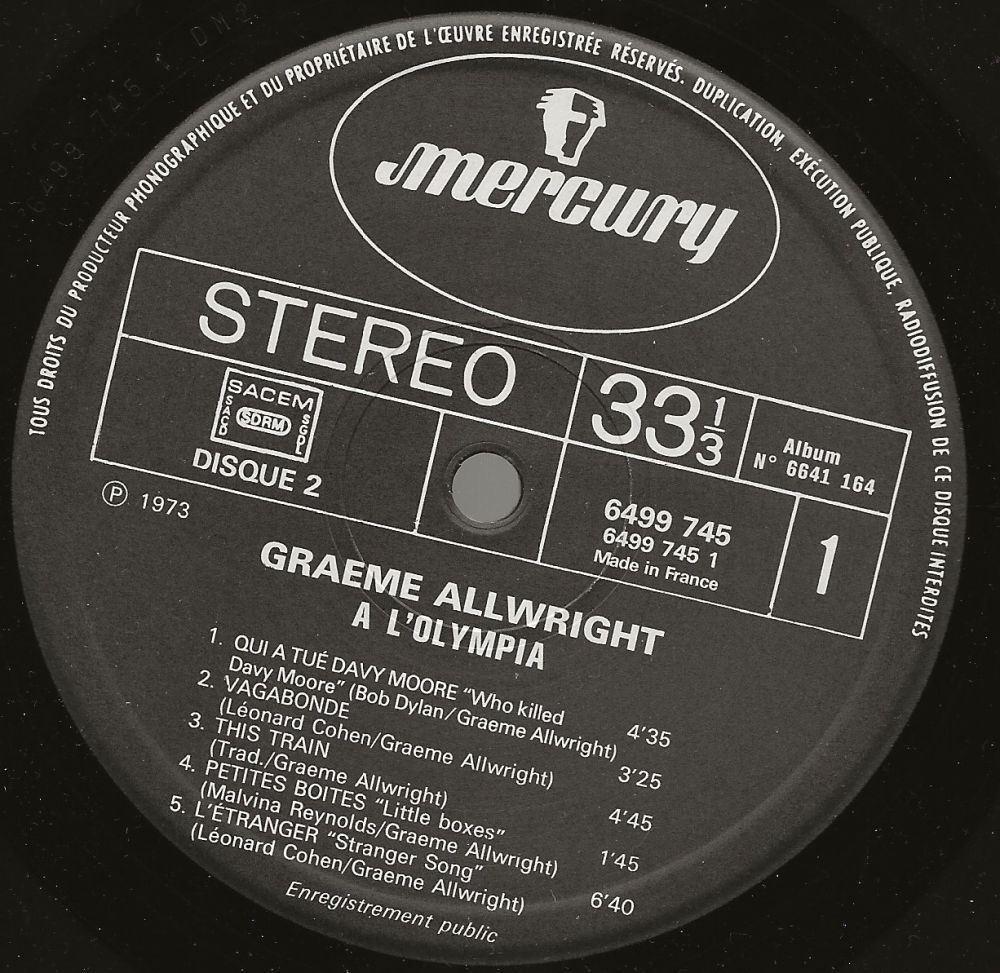 TOUS DROITS DU PRODUCTEUR PHONOGRAPHIQUE ET DU PROPRIÉTAIRE DE L'ŒUVRE ENREGISTRÉE RÉSERVÉS. DUPLICATION, EXÉCUTION PUBLIQUE, RADIODIFFUSION DE CE DISQUE INTERDITES
mercury
STEREO
33 1/3
Album
N° 6641 164
SACEM
SACD
SDRM
SGDL
DISQUE 2
6499 745
6499 745 1
Made in France
1
Ⓟ 1973
GRAEME ALLWRIGHT
A L'OLYMPIA
1. QUI A TUÉ DAVY MOORE "Who killed
Davy Moore" (Bob Dylan/Graeme Allwright) 4'35
2. VAGABONDE
(Léonard Cohen/Graeme Allwright) 3'25
3. THIS TRAIN
(Trad./Graeme Allwright) 4'45
4. PETITES BOITES "Little boxes"
(Malvina Reynolds/Graeme Allwright) 1'45
5. L'ÉTRANGER "Stranger Song"
(Léonard Cohen/Graeme Allwright) 6'40
Enregistrement public